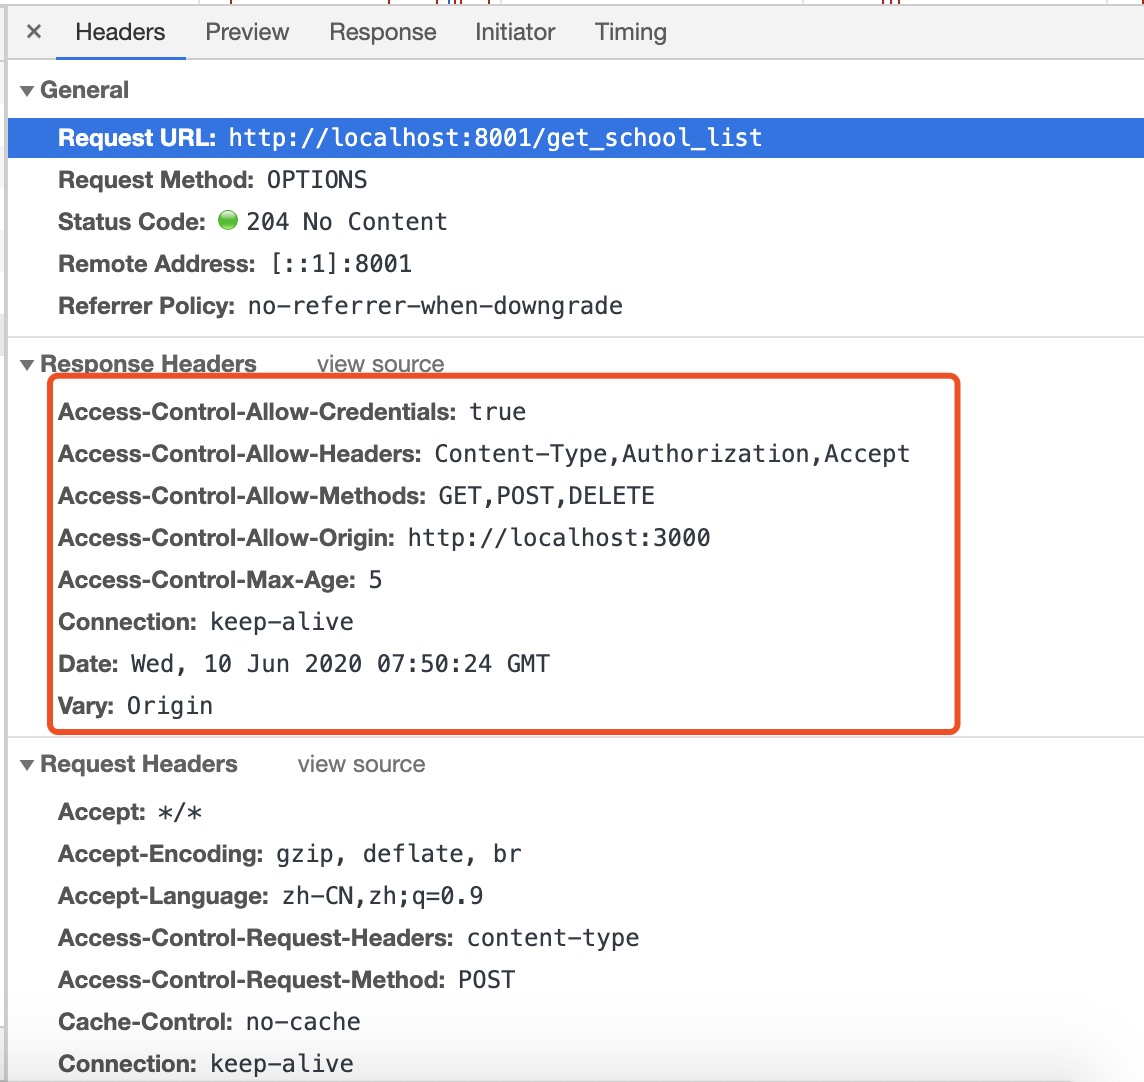 × Headers Preview Response Initiator Timing
▼ General
Request URL: http://localhost:8001/get_school_list
Request Method: OPTIONS
Status Code: 204 No Content
Remote Address: [::1]:8001
Referrer Policy: no-referrer-when-downgrade
▼ Response Headers view source
Access-Control-Allow-Credentials: true
Access-Control-Allow-Headers: Content-Type,Authorization,Accept
Access-Control-Allow-Methods: GET,POST,DELETE
Access-Control-Allow-Origin: http://localhost:3000
Access-Control-Max-Age: 5
Connection: keep-alive
Date: Wed, 10 Jun 2020 07:50:24 GMT
Vary: Origin
▼ Request Headers view source
Accept: */*
Accept-Encoding: gzip, deflate, br
Accept-Language: zh-CN,zh;q=0.9
Access-Control-Request-Headers: content-type
Access-Control-Request-Method: POST
Cache-Control: no-cache
Connection: keep-alive